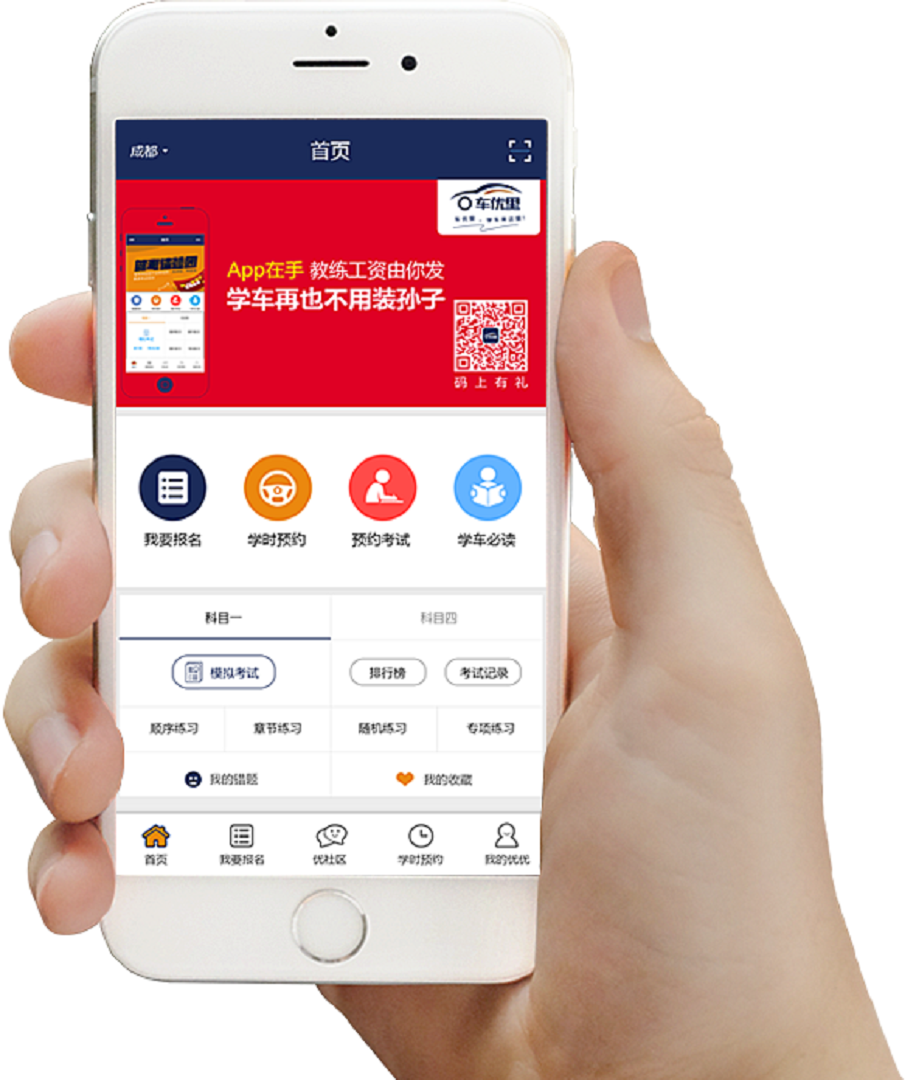 成都
首页
车优里
App在手 教练工资由你发
学车再也不用装孙子
码上有礼
我要报名
学时预约
预约考试
学车必读
科目一
科目四
模拟考试
排行榜
考试记录
顺序练习
章节练习
随机练习
专项练习
我的错题
我的收藏
首页
我要报名
优社区
学时预约
我的优优